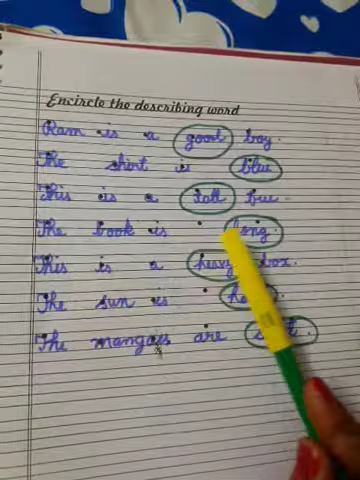 Encircle the describing word
Ram is a good boy.
The shirt is blue
This is a tall
The book is long.
This is a heavy box.
The sun is
The mangoes are